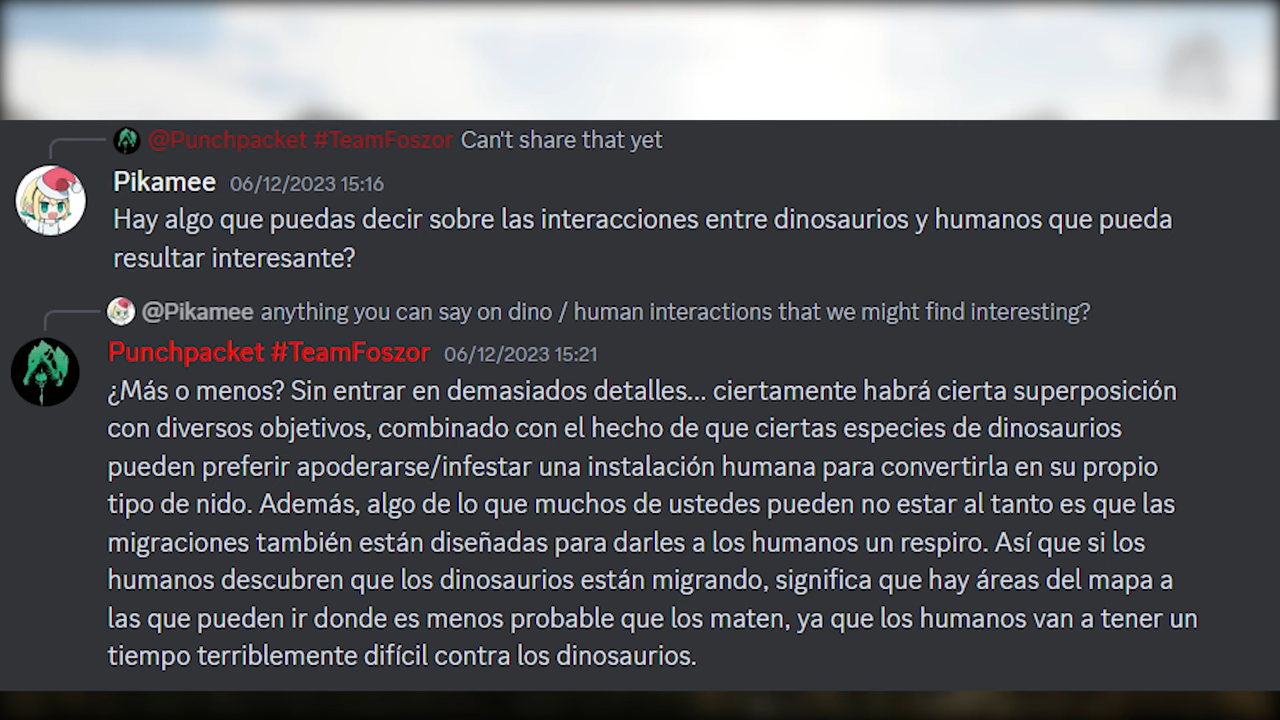 @Punchpacket #TeamFoszor Can't share that yet
Pikamee 06/12/2023 15:16
Hay algo que puedas decir sobre las interacciones entre dinosaurios y humanos que pueda
resultar interesante?
@Pikamee anything you can say on dino / human interactions that we might find interesting?
Punchpacket #TeamFoszor 06/12/2023 15:21
¿Más o menos? Sin entrar en demasiados detalles... ciertamente habrá cierta superposición
con diversos objetivos, combinado con el hecho de que ciertas especies de dinosaurios
pueden preferir apoderarse/infestar una instalación humana para convertirla en su propio
tipo de nido. Además, algo de lo que muchos de ustedes pueden no estar al tanto es que las
migraciones también están diseñadas para darles a los humanos un respiro. Así que si los
humanos descubren que los dinosaurios están migrando, significa que hay áreas del mapa a
las que pueden ir donde es menos probable que los maten, ya que los humanos van a tener un
tiempo terriblemente difícil contra los dinosaurios.